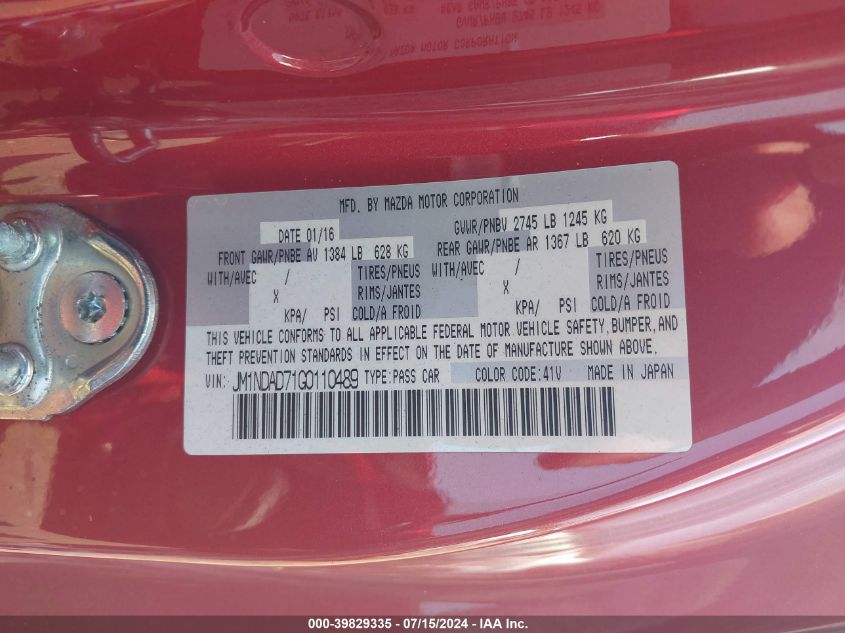 MFD. BY MAZDA MOTOR CORPORATION
DATE 01/16 GVWR/PNBV 2745 LB 1245 KG
FRONT GAWR/PNBE AV 1384 LB 628 KG REAR GAWR/PNBE AR 1367 LB 620 KG
WITH/AVEC / TIRES/PNEUS WITH/AVEC / TIRES/PNEUS
X RIMS/JANTES X RIMS/JANTES
KPA/ PSI COLD/A FROID KPA/ PSI COLD/A FROID
THIS VEHICLE CONFORMS TO ALL APPLICABLE FEDERAL MOTOR VEHICLE SAFETY, BUMPER, AND
THEFT PREVENTION STANDARDS IN EFFECT ON THE DATE OF MANUFACTURE SHOWN ABOVE.
VIN: JM1NDAD71G0110489 TYPE:PASS CAR COLOR CODE:41V MADE IN JAPAN
000-39829335 - 07/15/2024 - IAA Inc.